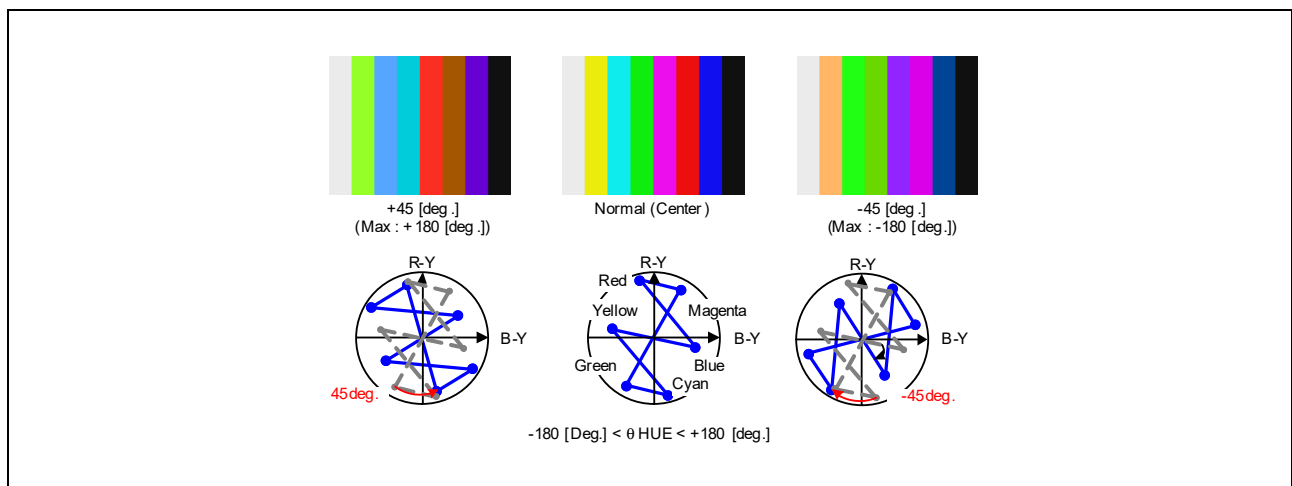 +45 [deg.]
(Max : +180 [deg.])
Normal (Center)
-45 [deg.]
(Max : -180 [deg.])
R-Y
B-Y
45deg.
R-Y
Red
Yellow
Magenta
B-Y
Green
Blue
Cyan
R-Y
B-Y
-45deg.
-180 [Deg.] < θ HUE < +180 [deg.]